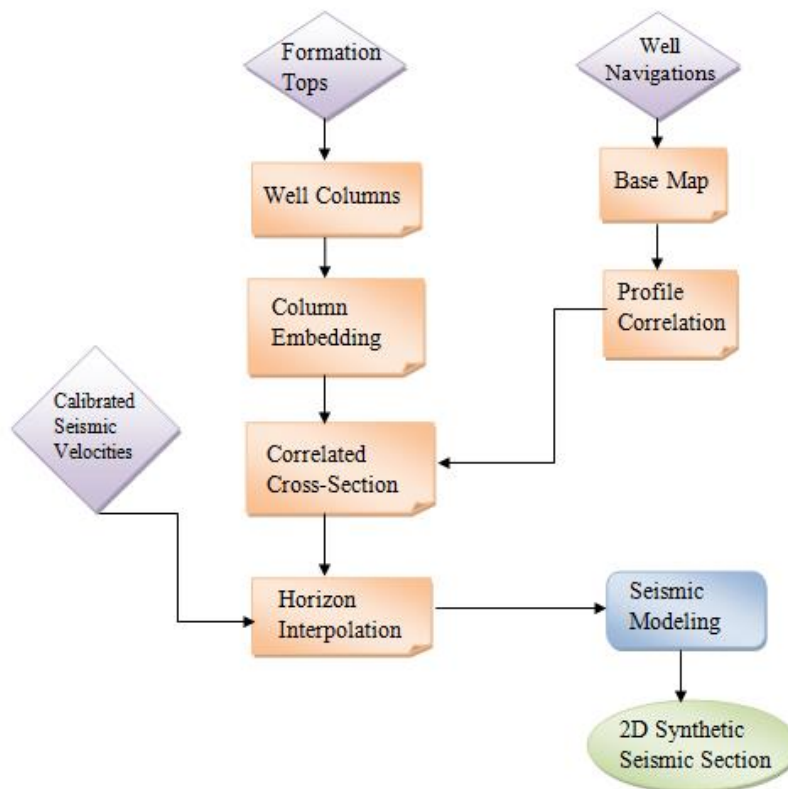 Formation
Tops
Well
Navigations
Well Columns
Base Map
Column
Embedding
Profile
Correlation
Calibrated
Seismic
Velocities
Correlated
Cross-Section
Horizon
Interpolation
Seismic
Modeling
2D Synthetic
Seismic Section